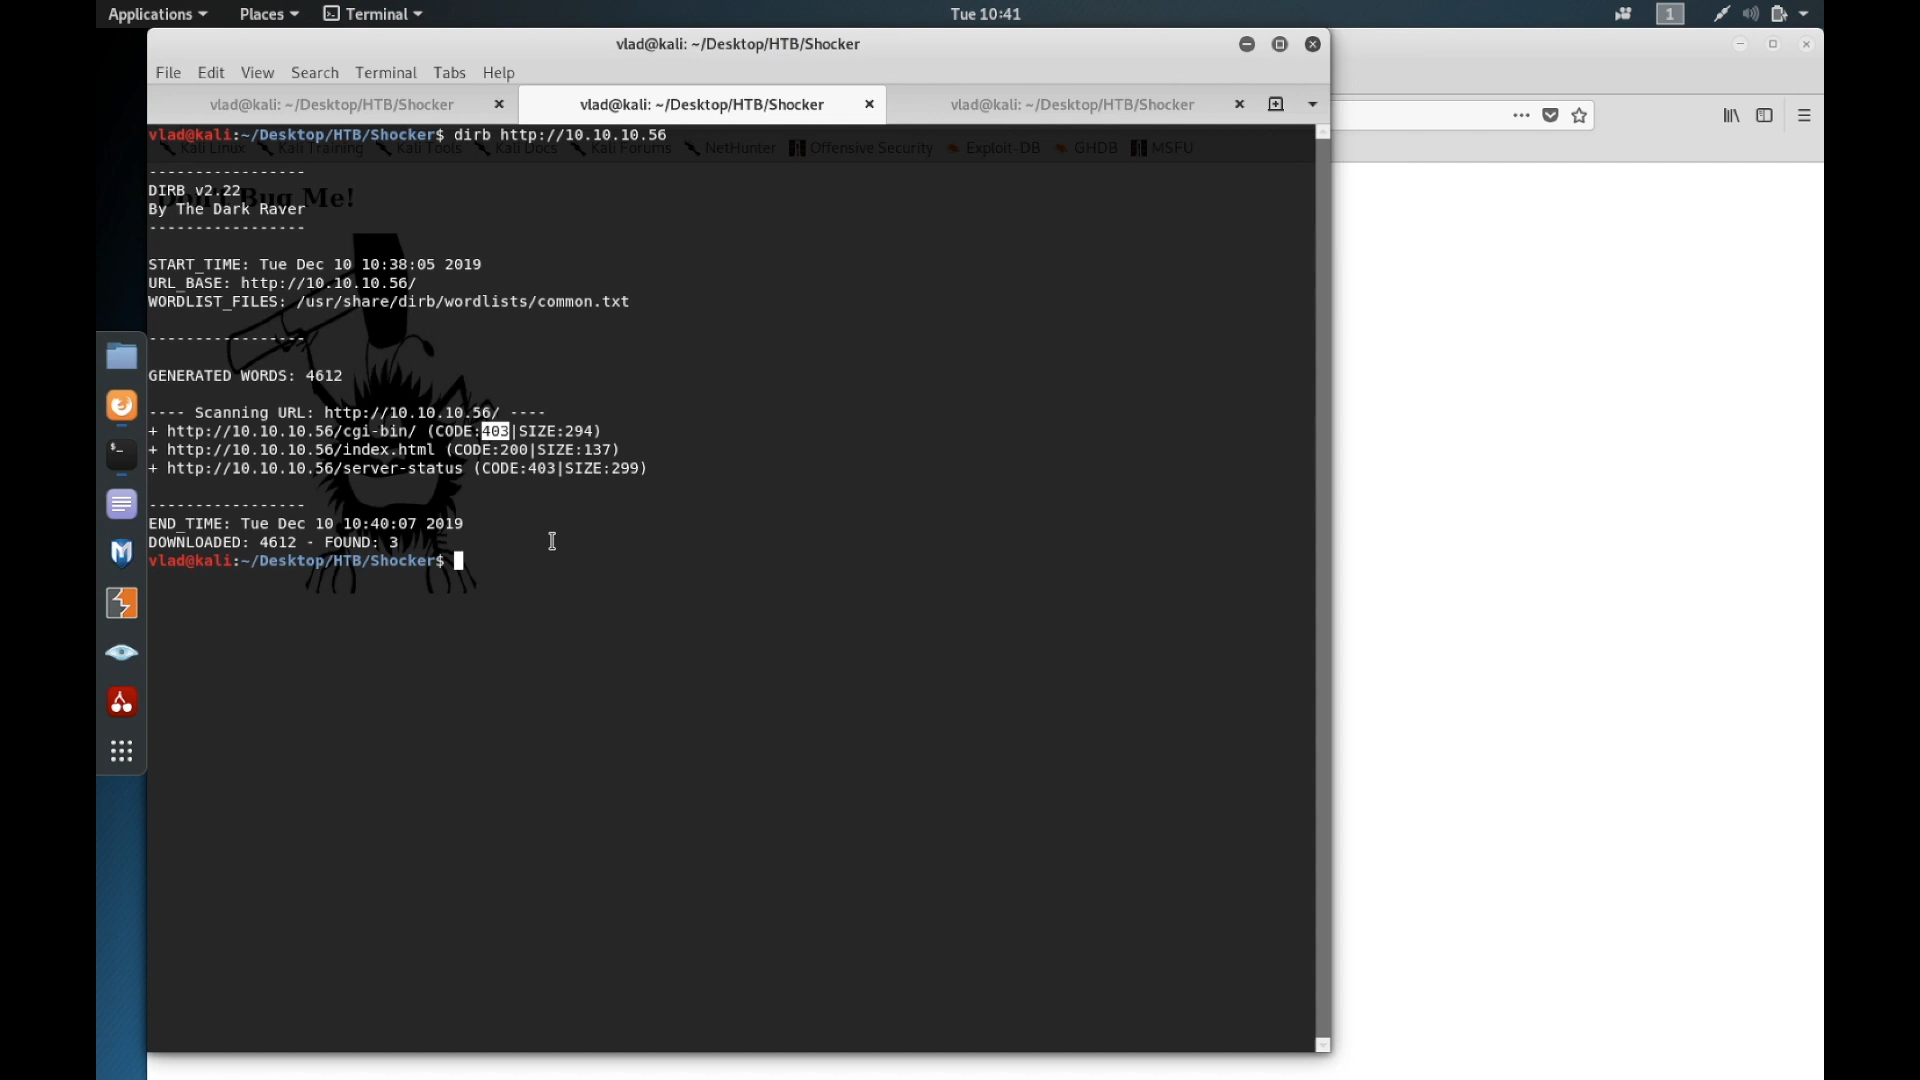 Applications Places Terminal Tue 10:41 1
vlad@kali: ~/Desktop/HTB/Shocker
File Edit View Search Terminal Tabs Help
vlad@kali: ~/Desktop/HTB/Shocker vlad@kali: ~/Desktop/HTB/Shocker vlad@kali: ~/Desktop/HTB/Shocker
vlad@kali:~/Desktop/HTB/Shocker$ dirb http://10.10.10.56
Kali Linux Kali Training Kali Tools Kali Docs Kali Forums NetHunter Offensive Security Exploit-DB GHDB MSFU
-----------------
DIRB v2.22
Don't Bug Me!
By The Dark Raver
-----------------
START_TIME: Tue Dec 10 10:38:05 2019
URL_BASE: http://10.10.10.56/
WORDLIST_FILES: /usr/share/dirb/wordlists/common.txt
-----------------
GENERATED WORDS: 4612
---- Scanning URL: http://10.10.10.56/ ----
+ http://10.10.10.56/cgi-bin/ (CODE:403|SIZE:294)
+ http://10.10.10.56/index.html (CODE:200|SIZE:137)
+ http://10.10.10.56/server-status (CODE:403|SIZE:299)
-----------------
END_TIME: Tue Dec 10 10:40:07 2019
DOWNLOADED: 4612 - FOUND: 3
vlad@kali:~/Desktop/HTB/Shocker$